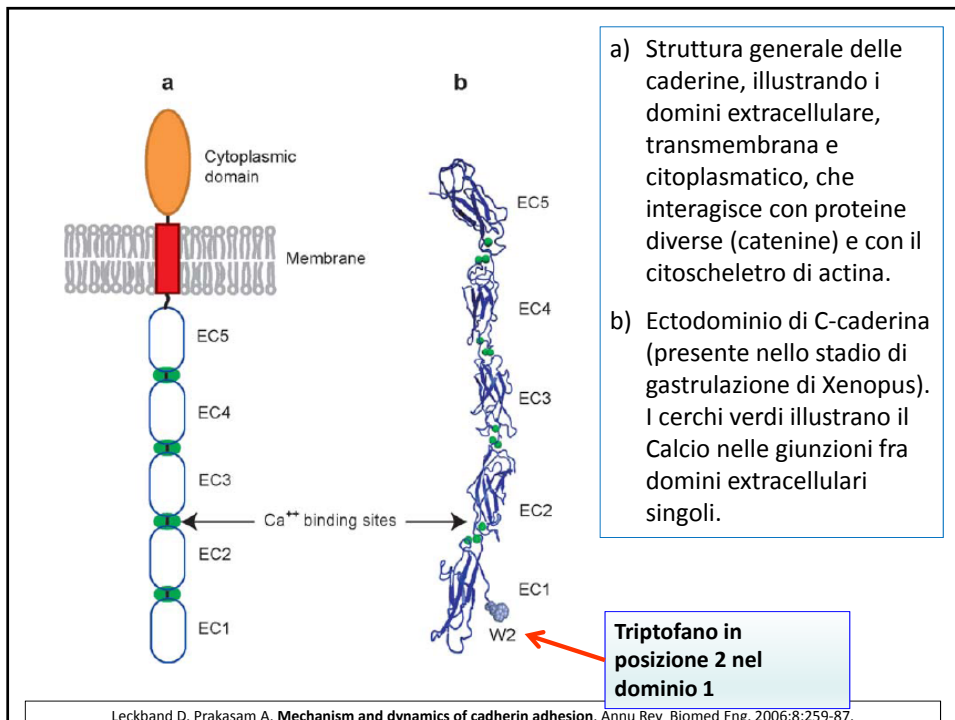 a
b
Cytoplasmic
domain
Membrane
EC5
EC4
EC3
Ca⁺⁺ binding sites
EC2
EC1
EC5
EC4
EC3
EC2
EC1
W2
a) Struttura generale delle
caderine, illustrando i
domini extracellulare,
transmembrana e
citoplasmatico, che
interagisce con proteine
diverse (catenine) e con il
citoscheletro di actina.
b) Ectodominio di C-caderina
(presente nello stadio di
gastrulazione di Xenopus).
I cerchi verdi illustrano il
Calcio nelle giunzioni fra
domini extracellulari
singoli.
Triptofano in
posizione 2 nel
dominio 1
Leckband D, Prakasam A. Mechanism and dynamics of cadherin adhesion. Annu Rev Biomed Eng. 2006;8:259-87.